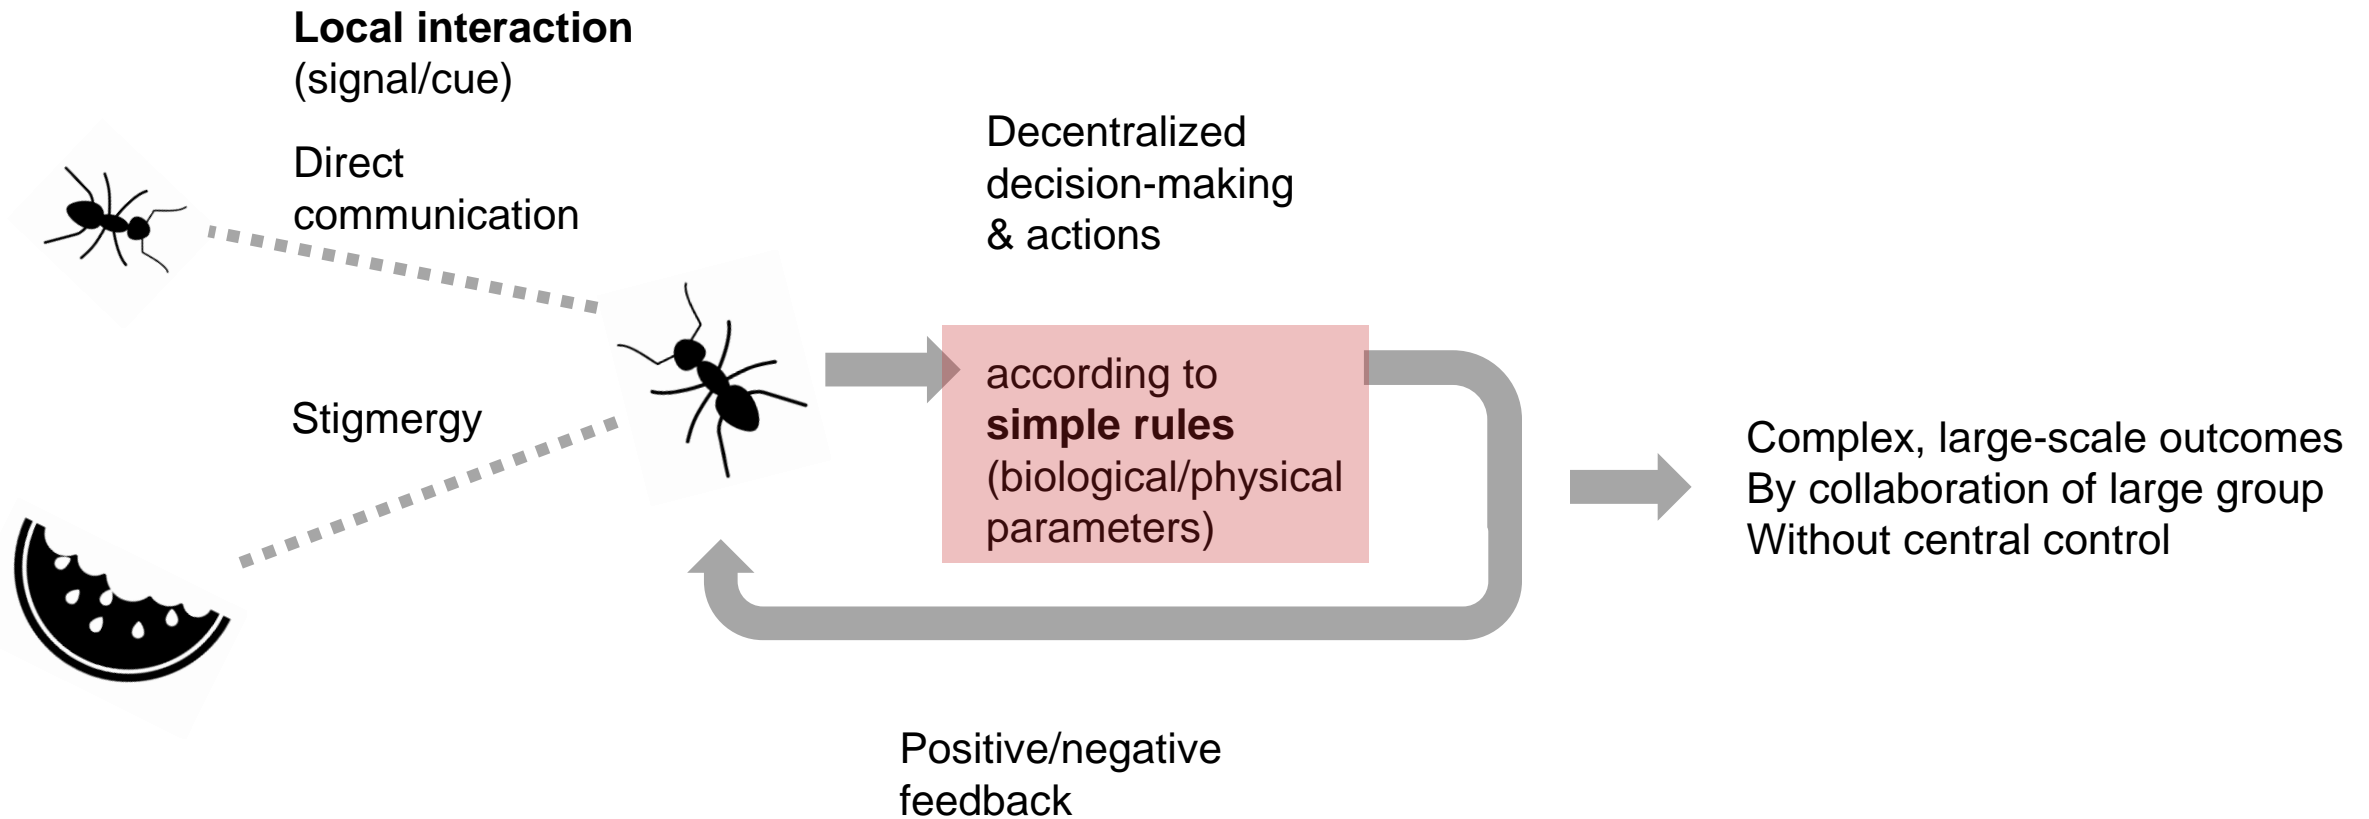 Local interaction
(signal/cue)
Direct
communication
Stigmergy
Decentralized
decision-making
& actions
according to
simple rules
(biological/physical
parameters)
Positive/negative
feedback
Complex, large-scale outcomes
By collaboration of large group
Without central control